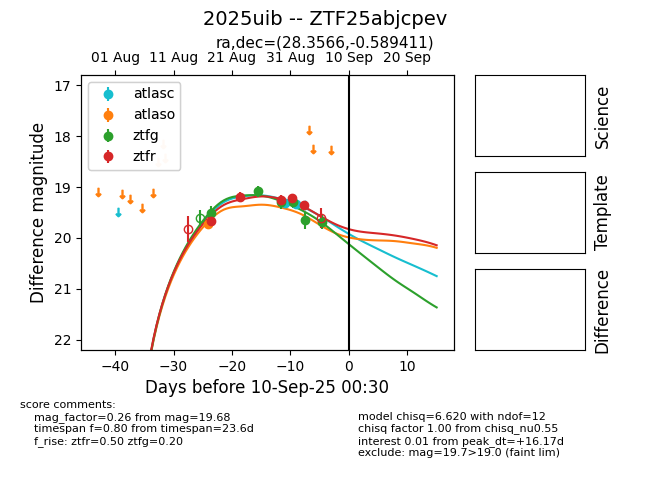 2025uib -- ZTF25abjcpev
ra,dec=(28.3566,-0.589411)
01 Aug 11 Aug 21 Aug 31 Aug 10 Sep 20 Sep
atlasc
atlaso
ztfg
ztfr
17
18
19
20
21
22
Difference magnitude
−40 −30 −20 −10 0 10
Days before 10-Sep-25 00:30
Science
Template
Difference
score comments:
mag_factor=0.26 from mag=19.68
timespan f=0.80 from timespan=23.6d
f_rise: ztfr=0.50 ztfg=0.20
model chisq=6.620 with ndof=12
chisq factor 1.00 from chisq_nu0.55
interest 0.01 from peak_dt=+16.17d
exclude: mag=19.7>19.0 (faint lim)